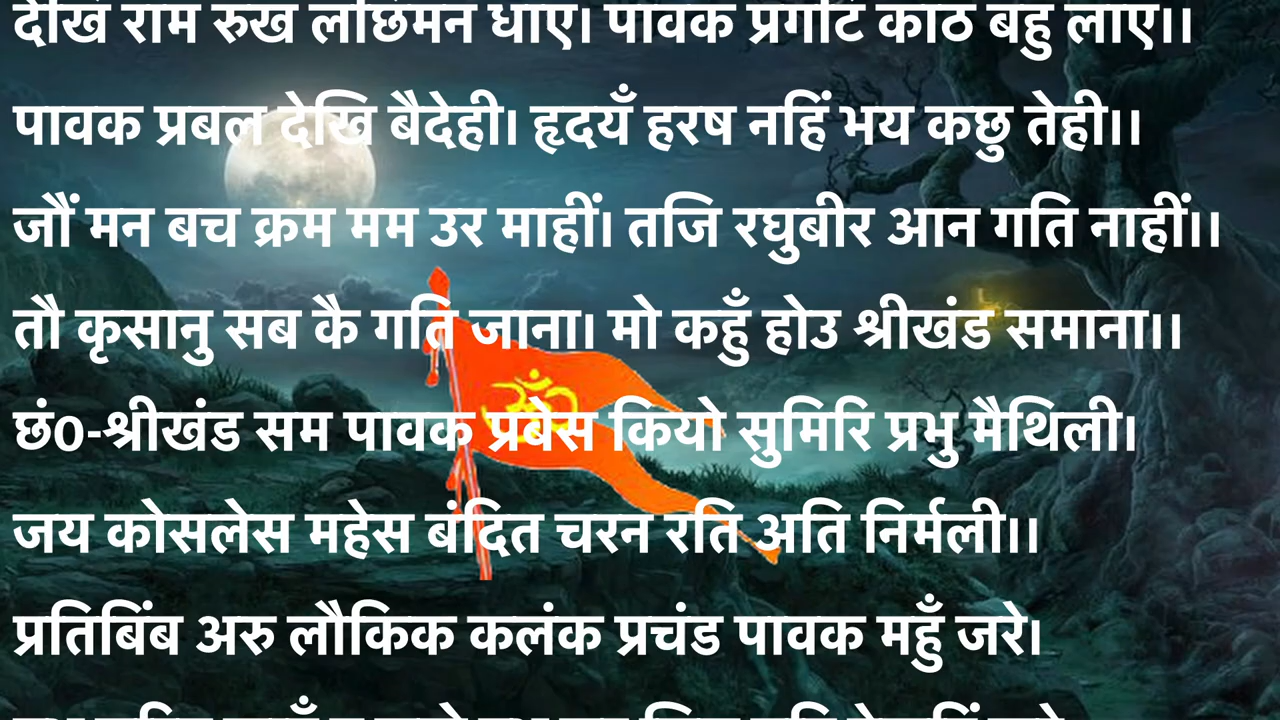 देखि राम रुख लछिमन धाए। पावक प्रगटि काठ बहु लाए।।
पावक प्रबल देखि बैदेही। हृदयँ हरष नहिं भय कछु तेही।।
जौं मन बच क्रम मम उर माहीं। तजि रघुबीर आन गति नाहीं।।
तौ कृसानु सब कै गति जाना। मो कहुँ होउ श्रीखंड समाना।।
छं0-श्रीखंड सम पावक प्रबेस कियो सुमिरि प्रभु मैथिली।
जय कोसलेस महेस बंदित चरन रति अति निर्मली।।
प्रतिबिंब अरु लौकिक कलंक प्रचंड पावक महुँ जरे।
ॐ